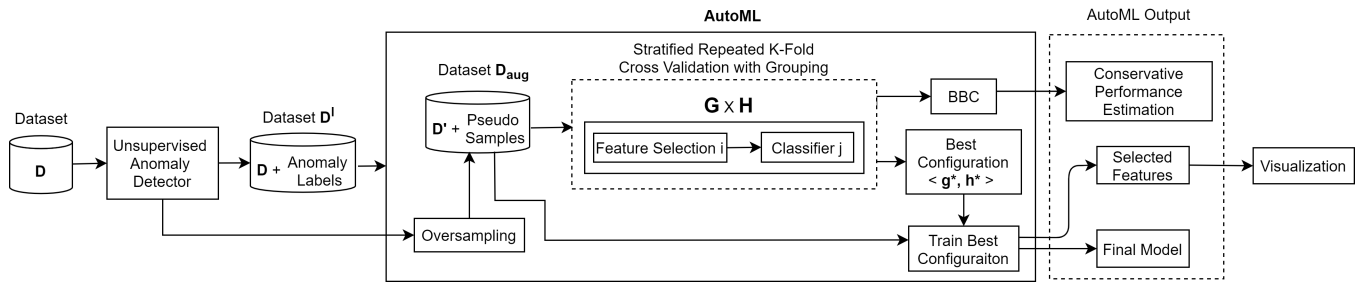 Dataset
D
Unsupervised
Anomaly
Detector
Dataset D^I
D + Anomaly
Labels
AutoML
Dataset D_aug
D' + Pseudo
Samples
Oversampling
Stratified Repeated K-Fold
Cross Validation with Grouping
G x H
Feature Selection i
Classifier j
BBC
Best
Configuration
< g*, h* >
Train Best
Configuraiton
AutoML Output
Conservative
Performance
Estimation
Selected
Features
Final Model
Visualization